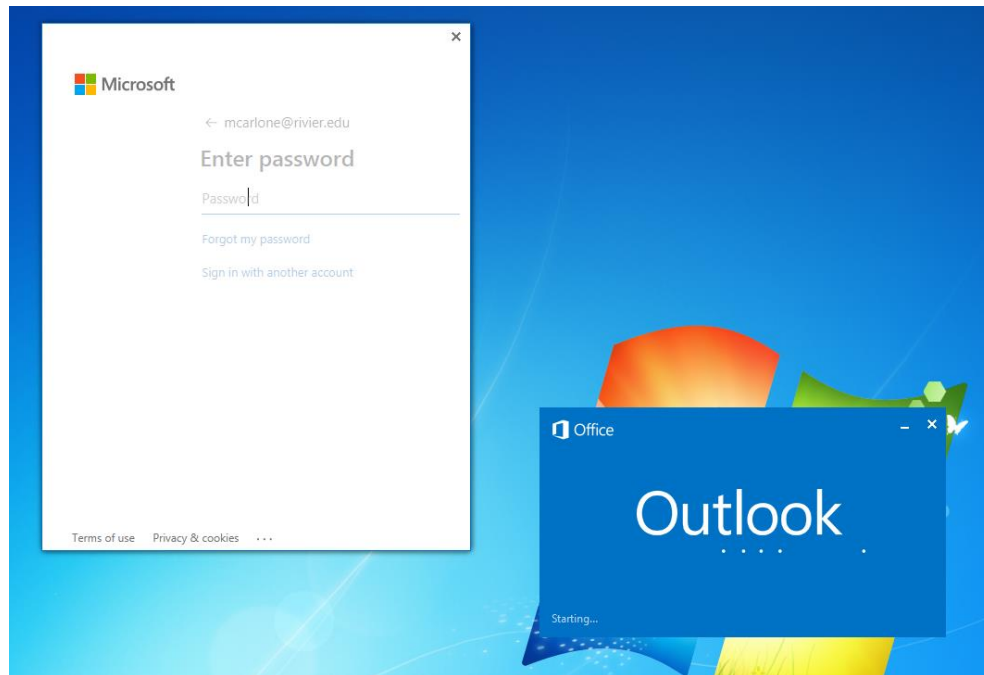 Microsoft
← mcarlone@rivier.edu
Enter password
Password
Forgot my password
Sign in with another account
Terms of use Privacy & cookies ...
Office
Outlook
Starting...